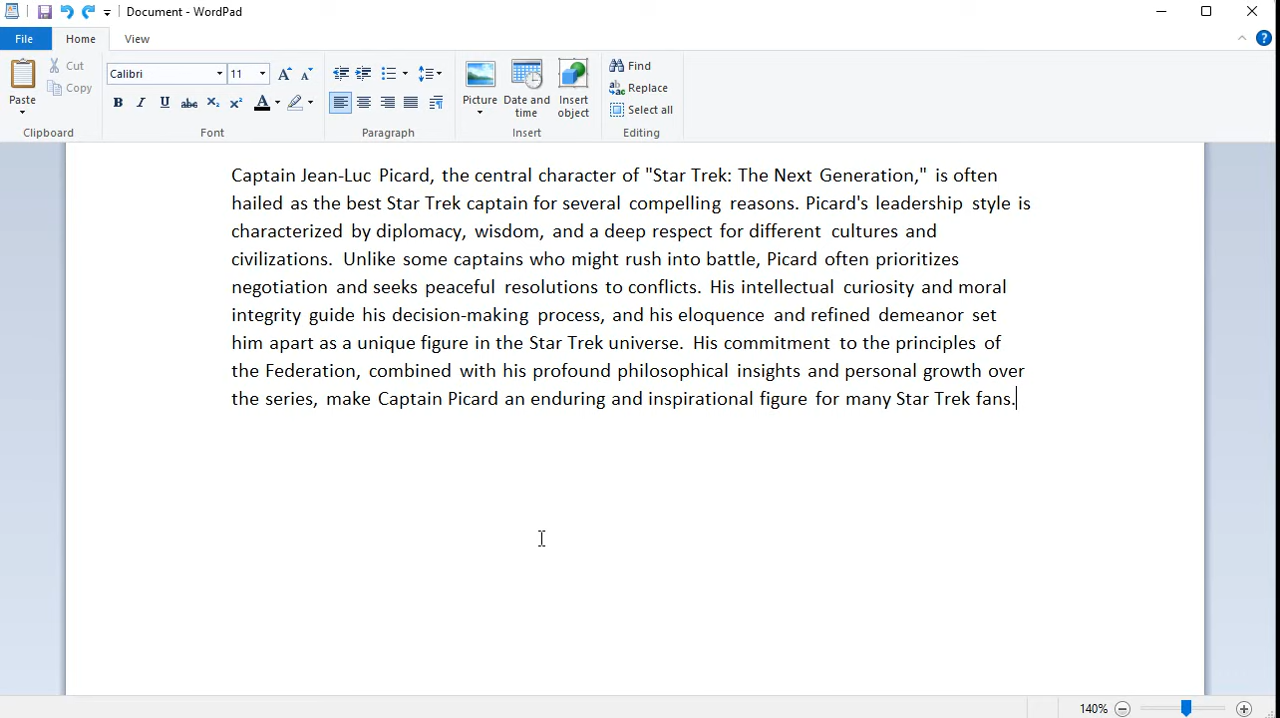 Document - WordPad
File
Home
View
Paste
Cut
Copy
Clipboard
Calibri
11
Font
Paragraph
Picture
Date and time
Insert object
Insert
Find
Replace
Select all
Editing
Captain Jean-Luc Picard, the central character of "Star Trek: The Next Generation," is often
hailed as the best Star Trek captain for several compelling reasons. Picard's leadership style is
characterized by diplomacy, wisdom, and a deep respect for different cultures and
civilizations. Unlike some captains who might rush into battle, Picard often prioritizes
negotiation and seeks peaceful resolutions to conflicts. His intellectual curiosity and moral
integrity guide his decision-making process, and his eloquence and refined demeanor set
him apart as a unique figure in the Star Trek universe. His commitment to the principles of
the Federation, combined with his profound philosophical insights and personal growth over
the series, make Captain Picard an enduring and inspirational figure for many Star Trek fans.
140%